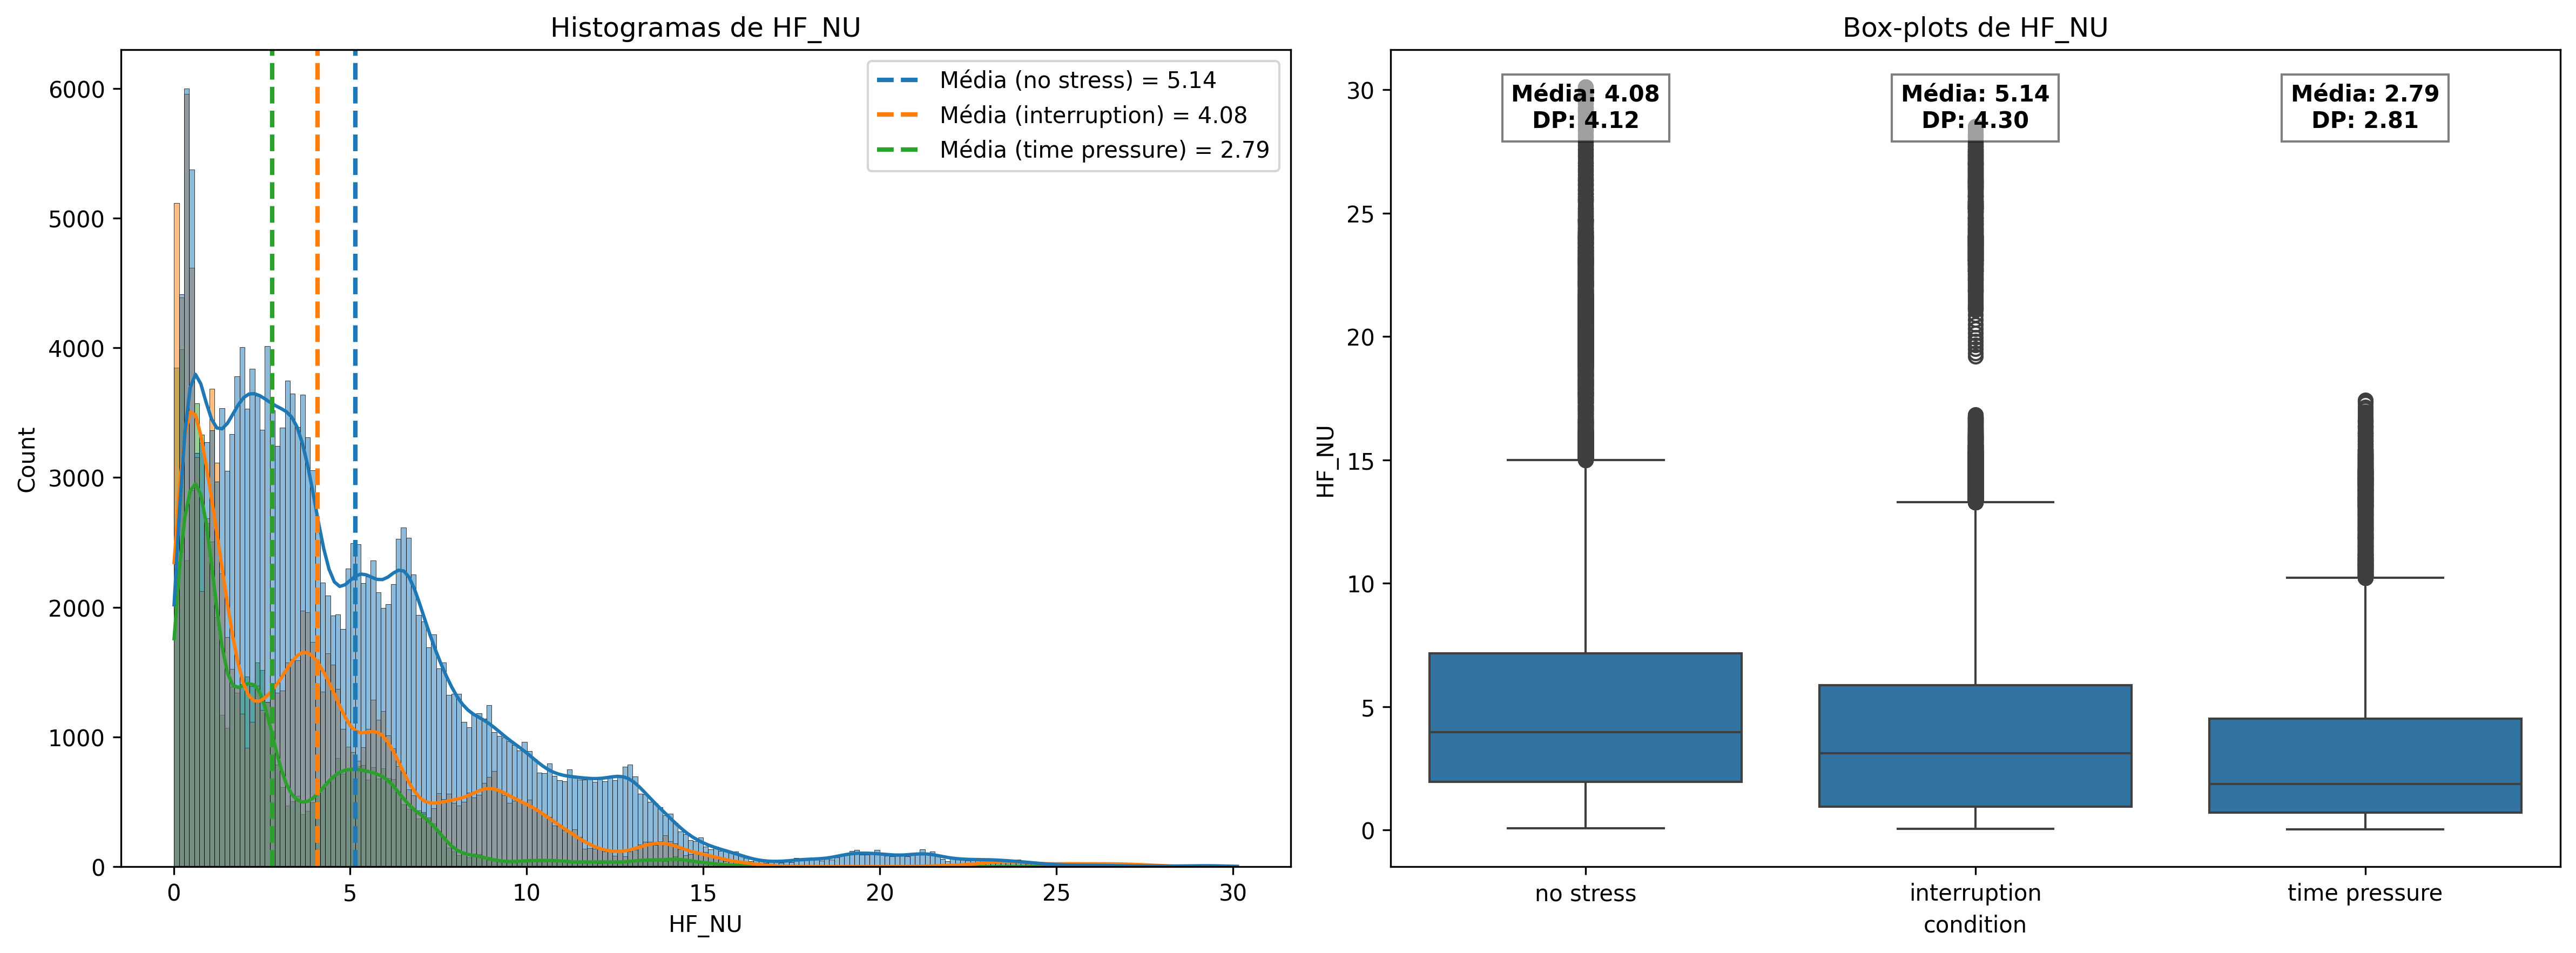 Histogramas de HF_NU
Média (no stress) = 5.14
Média (interruption) = 4.08
Média (time pressure) = 2.79
Count
6000
5000
4000
3000
2000
1000
0
0 5 10 15 20 25 30
HF_NU
Box-plots de HF_NU
Média: 4.08
DP: 4.12
Média: 5.14
DP: 4.30
Média: 2.79
DP: 2.81
HF_NU
30
25
20
15
10
5
0
no stress interruption time pressure
condition